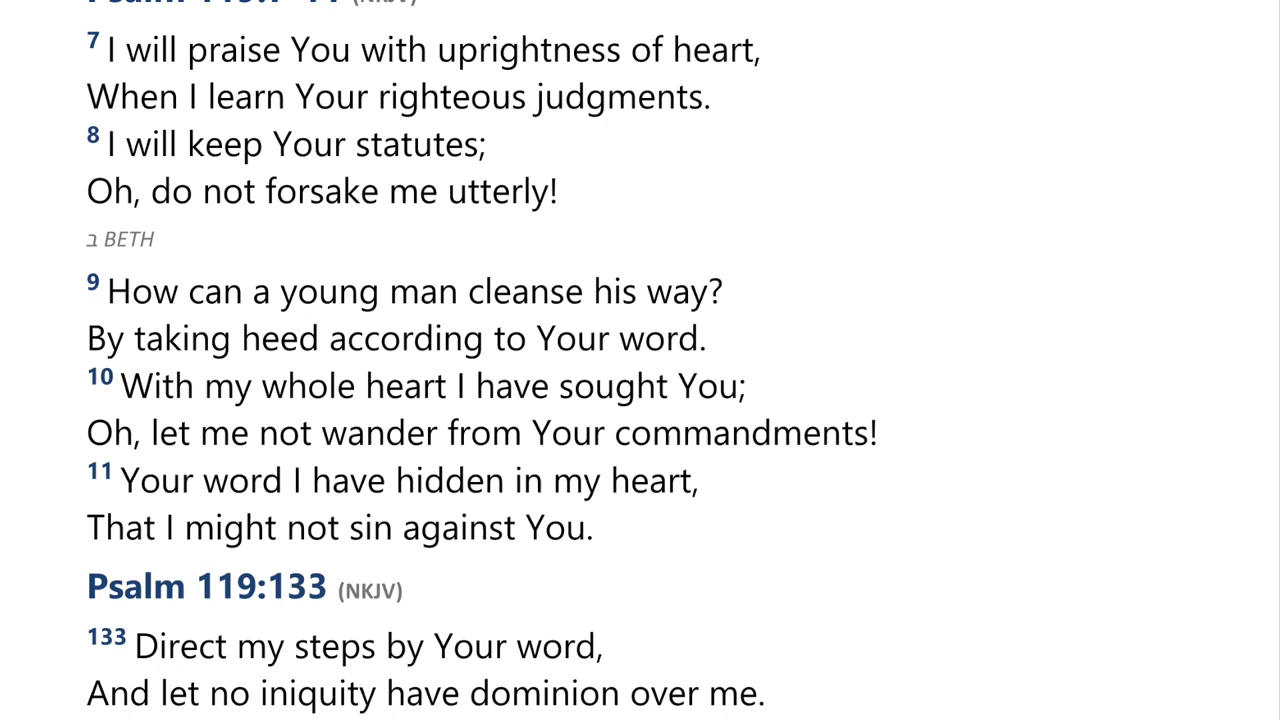 7 I will praise You with uprightness of heart,
When I learn Your righteous judgments.
8 I will keep Your statutes;
Oh, do not forsake me utterly!
ב BETH
9 How can a young man cleanse his way?
By taking heed according to Your word.
10 With my whole heart I have sought You;
Oh, let me not wander from Your commandments!
11 Your word I have hidden in my heart,
That I might not sin against You.
Psalm 119:133 (NKJV)
133 Direct my steps by Your word,
And let no iniquity have dominion over me.